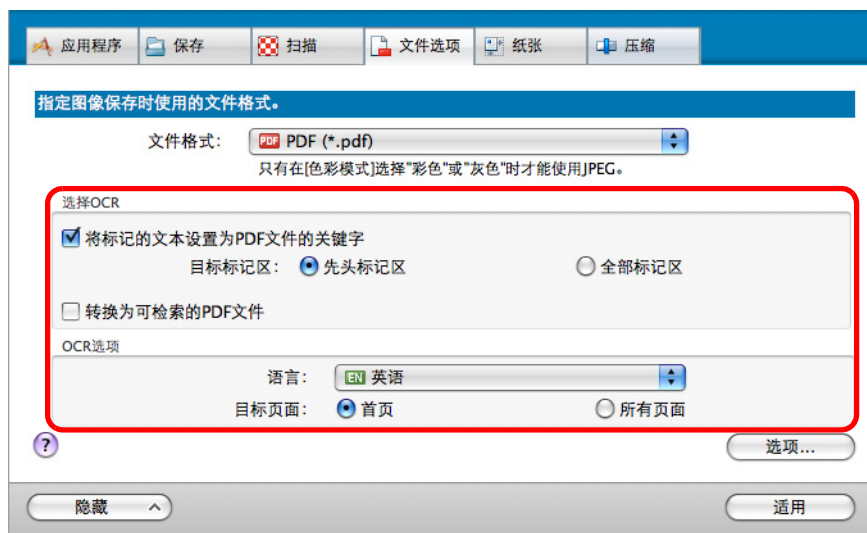 应用程序 保存 扫描 文件选项 纸张 压缩
指定图像保存时使用的文件格式。
文件格式： PDF PDF (*.pdf)
只有在[色彩模式]选择"彩色"或"灰色"时才能使用JPEG。
选择OCR
将标记的文本设置为PDF文件的关键字
目标标记区： 先头标记区 全部标记区
转换为可检索的PDF文件
OCR选项
语言： EN 英语
目标页面： 首页 所有页面
? 选项...
隐藏 适用